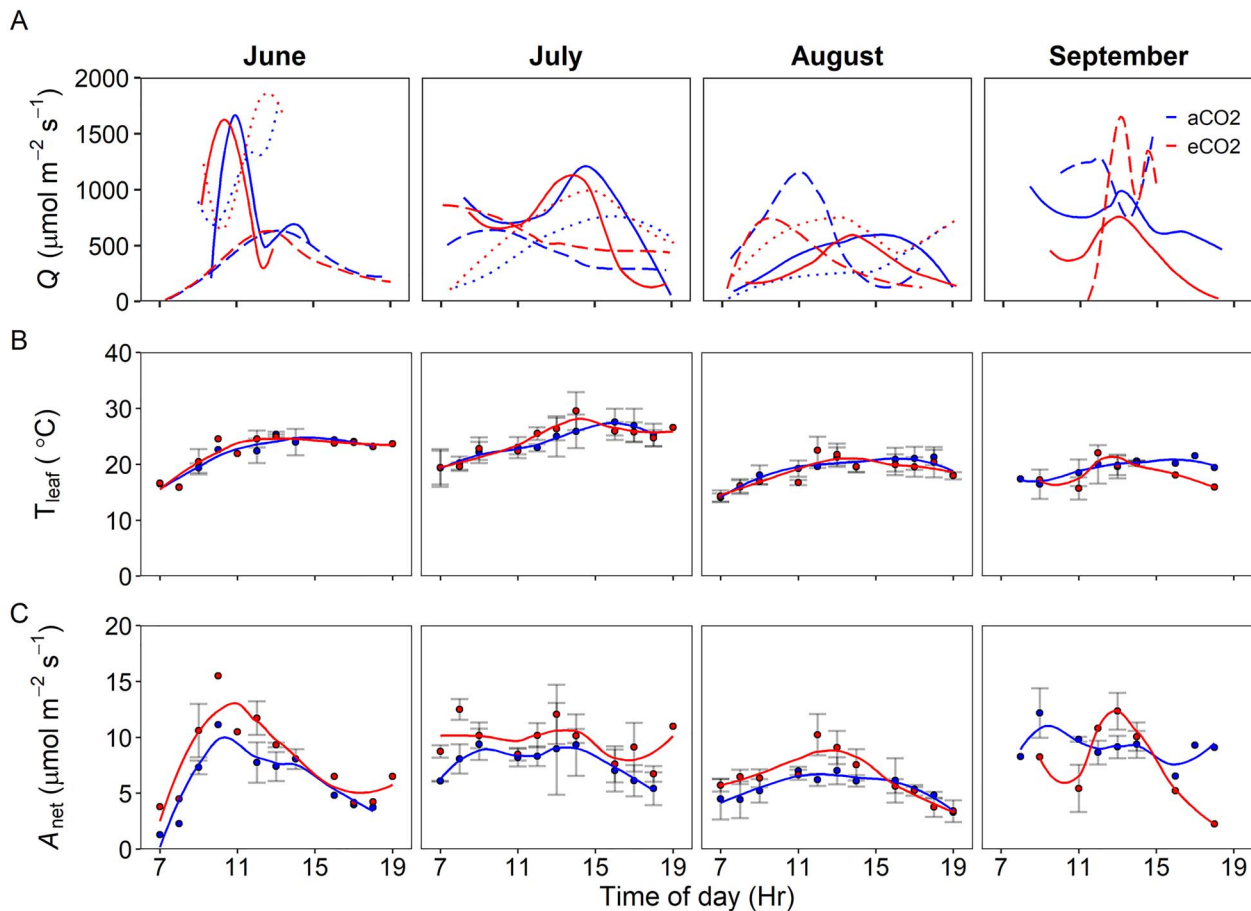 A
June July August September
Q (μmol m−2 s−1)
2000
1500
1000
500
0
aCO2
eCO2
B
Tleaf ( °C)
40
30
20
10
0
C
Anet (μmol m−2 s−1)
20
15
10
5
0
7 11 15 19 7 11 15 19 7 11 15 19 7 11 15 19
Time of day (Hr)